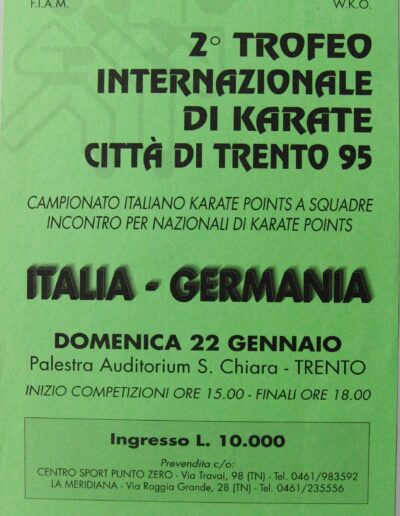 F.I.A.M. W.K.O.
2° TROFEO
INTERNAZIONALE
DI KARATE
CITTÀ DI TRENTO 95
CAMPIONATO ITALIANO KARATE POINTS A SQUADRE
INCONTRO PER NAZIONALI DI KARATE POINTS
ITALIA - GERMANIA
DOMENICA 22 GENNAIO
Palestra Auditorium S. Chiara - TRENTO
INIZIO COMPETIZIONI ORE 15.00 - FINALI ORE 18.00
Ingresso L. 10.000
Prevendita c/o:
CENTRO SPORT PUNTO ZERO - Via Travai, 98 (TN) - Tel. 0461/983592
LA MERIDIANA - Via Roggia Grande, 28 (TN) - Tel. 0461/235556